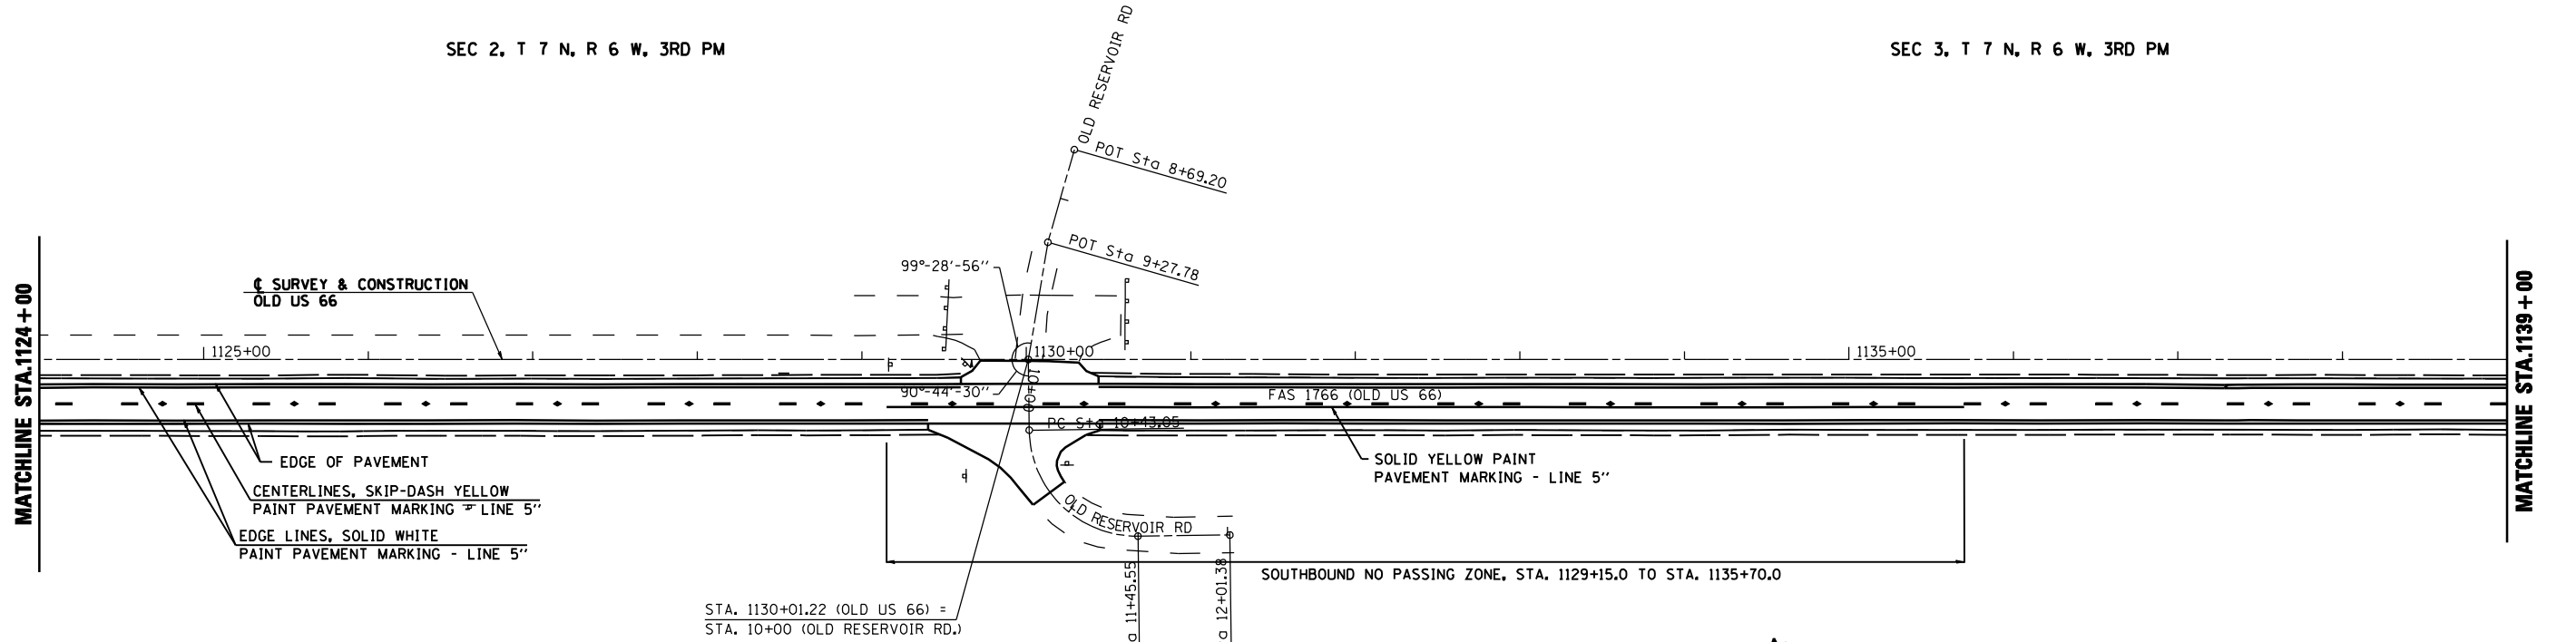 SEC 2, T 7 N, R 6 W, 3RD PM
SEC 3, T 7 N, R 6 W, 3RD PM
OLD RESERVOIR RD
POT Sta 8+69.20
POT Sta 9+27.78
99°-28'-56"
℄ SURVEY & CONSTRUCTION
OLD US 66
MATCHLINE STA.1124+00
1125+00
1130+00
1135+00
MATCHLINE STA.1139+00
90°-44'-30"
10+00
FAS 1766 (OLD US 66)
PC Sta 10+43.05
EDGE OF PAVEMENT
SOLID YELLOW PAINT
PAVEMENT MARKING - LINE 5"
CENTERLINES, SKIP-DASH YELLOW
PAINT PAVEMENT MARKING - LINE 5"
EDGE LINES, SOLID WHITE
PAINT PAVEMENT MARKING - LINE 5"
OLD RESERVOIR RD
SOUTHBOUND NO PASSING ZONE, STA. 1129+15.0 TO STA. 1135+70.0
a 11+45.55
a 12+01.38
STA. 1130+01.22 (OLD US 66) =
STA. 10+00 (OLD RESERVOIR RD.)